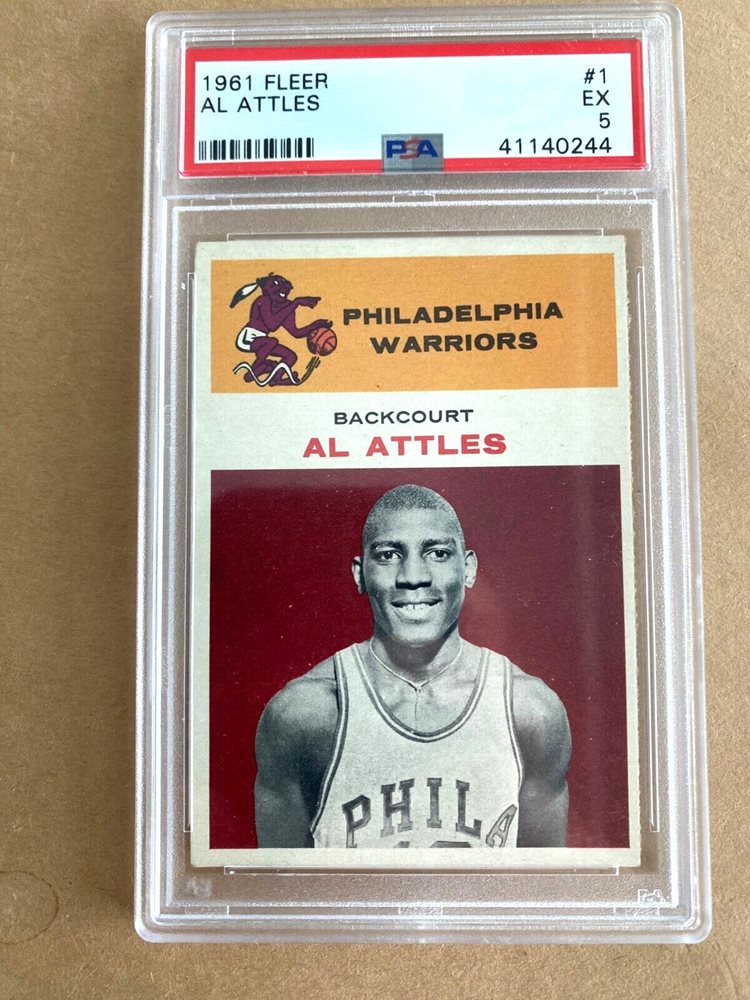 1961 FLEER #1
AL ATTLES EX
5
PSA 41140244
PHILADELPHIA
WARRIORS
BACKCOURT
AL ATTLES
PHILA